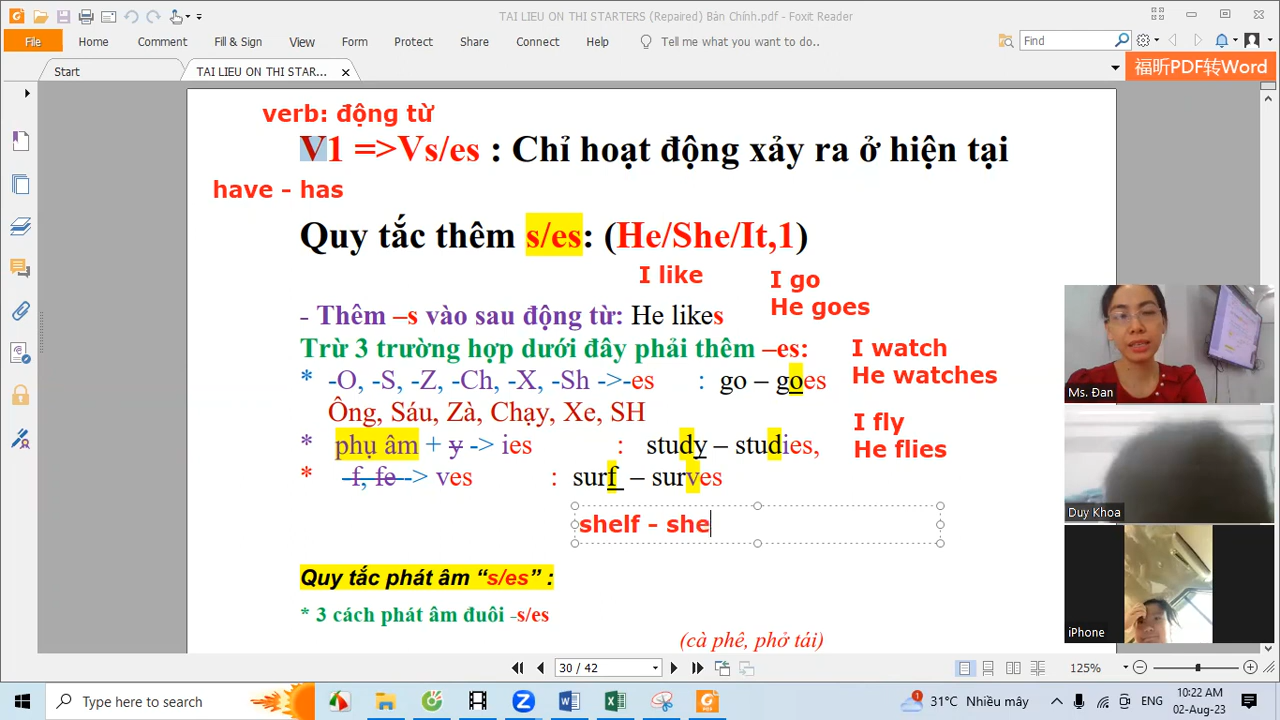 TAI LIEU ON THI STARTERS (Repaired) Bản Chính.pdf - Foxit Reader
File Home Comment Fill & Sign View Form Protect Share Connect Help Tell me what you want to do.. Find
Start TAI LIEU ON THI STAR... 福昕PDF转Word
verb: động từ
V1 =>Vs/es : Chỉ hoạt động xảy ra ở hiện tại
have - has
Quy tắc thêm s/es: (He/She/It,1)
I like
I go
He goes
- Thêm –s vào sau động từ: He likes
Trừ 3 trường hợp dưới đây phải thêm –es:
I watch
He watches
* -O, -S, -Z, -Ch, -X, -Sh ->-es : go – goes
Ông, Sáu, Zà, Chạy, Xe, SH
I fly
He flies
* phụ âm + y -> ies : study – studies,
* -f, fe -> ves : surf – surves
shelf - she
Quy tắc phát âm “s/es” :
* 3 cách phát âm đuôi -s/es
(cà phê, phở tái)
Ms. Đan
Duy Khoa
iPhone
30 / 42 125%
Type here to search 1 31°C Nhiều mây ENG 10:22 AM
02-Aug-23